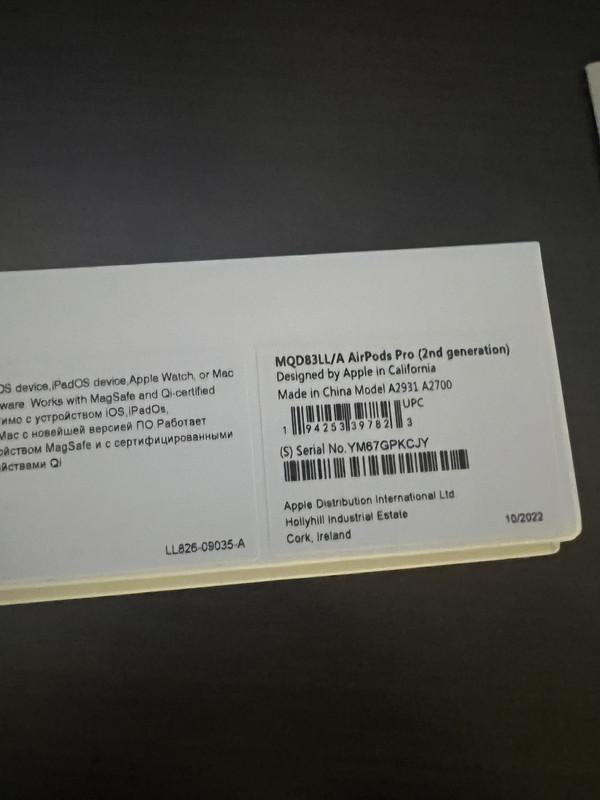 OS device,iPadOS device,Apple Watch, or Mac
ware. Works with MagSafe and Qi-certified
тимо с устройством iOS,iPadOs,
Mac с новейшей версией ПО Работает
ойством MagSafe и с сертифицированными
йствами Qi
LL826-09035-A
MQD83LL/A AirPods Pro (2nd generation)
Designed by Apple in California
Made in China Model A2931 A2700
UPC
1 94253 39782 3
(S) Serial No.YM67GPKCJY
Apple Distribution International Ltd
Hollyhill Industrial Estate
Cork, Ireland
10/2022